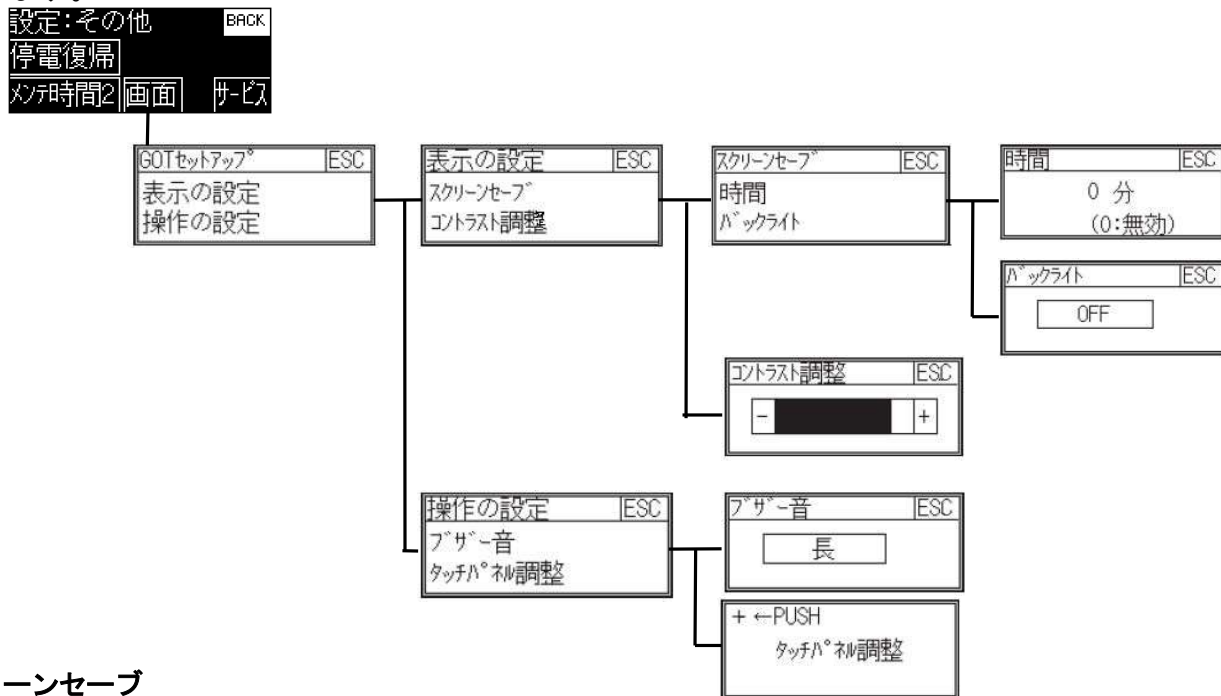 設定:その他 BACK
停電復帰
メンテ時間2 画面 サービス
GOTセットアップ ESC
表示の設定
操作の設定
表示の設定 ESC
スクリーンセーブ
コントラスト調整
スクリーンセーブ ESC
時間
バックライト
時間 ESC
0 分
(0:無効)
バックライト ESC
OFF
コントラスト調整 ESC
- +
操作の設定 ESC
ブザー音
タッチパネル調整
ブザー音 ESC
長
+ ←PUSH
タッチパネル調整
ーンセーブ